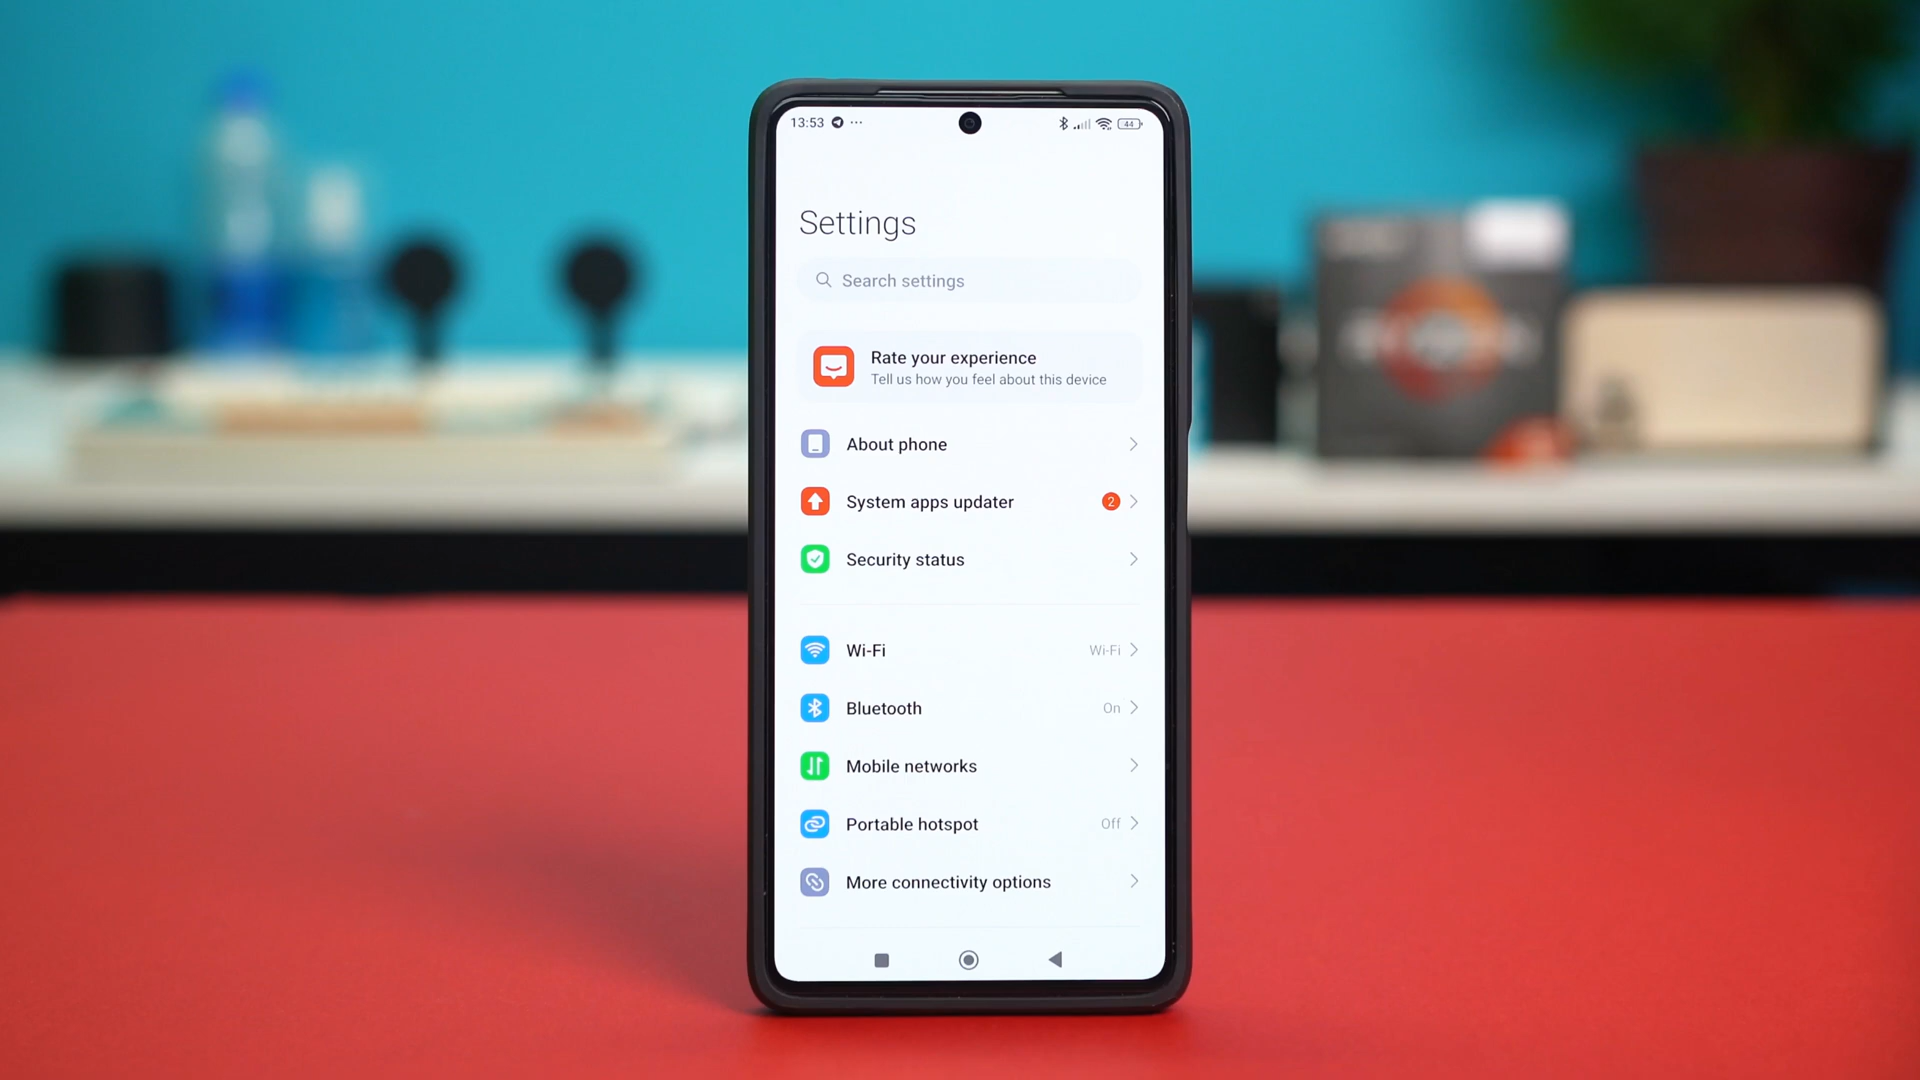 13:53 ··· 44
Settings
Search settings
Rate your experience
Tell us how you feel about this device
About phone
System apps updater 2
Security status
Wi-Fi Wi-Fi
Bluetooth On
Mobile networks
Portable hotspot Off
More connectivity options